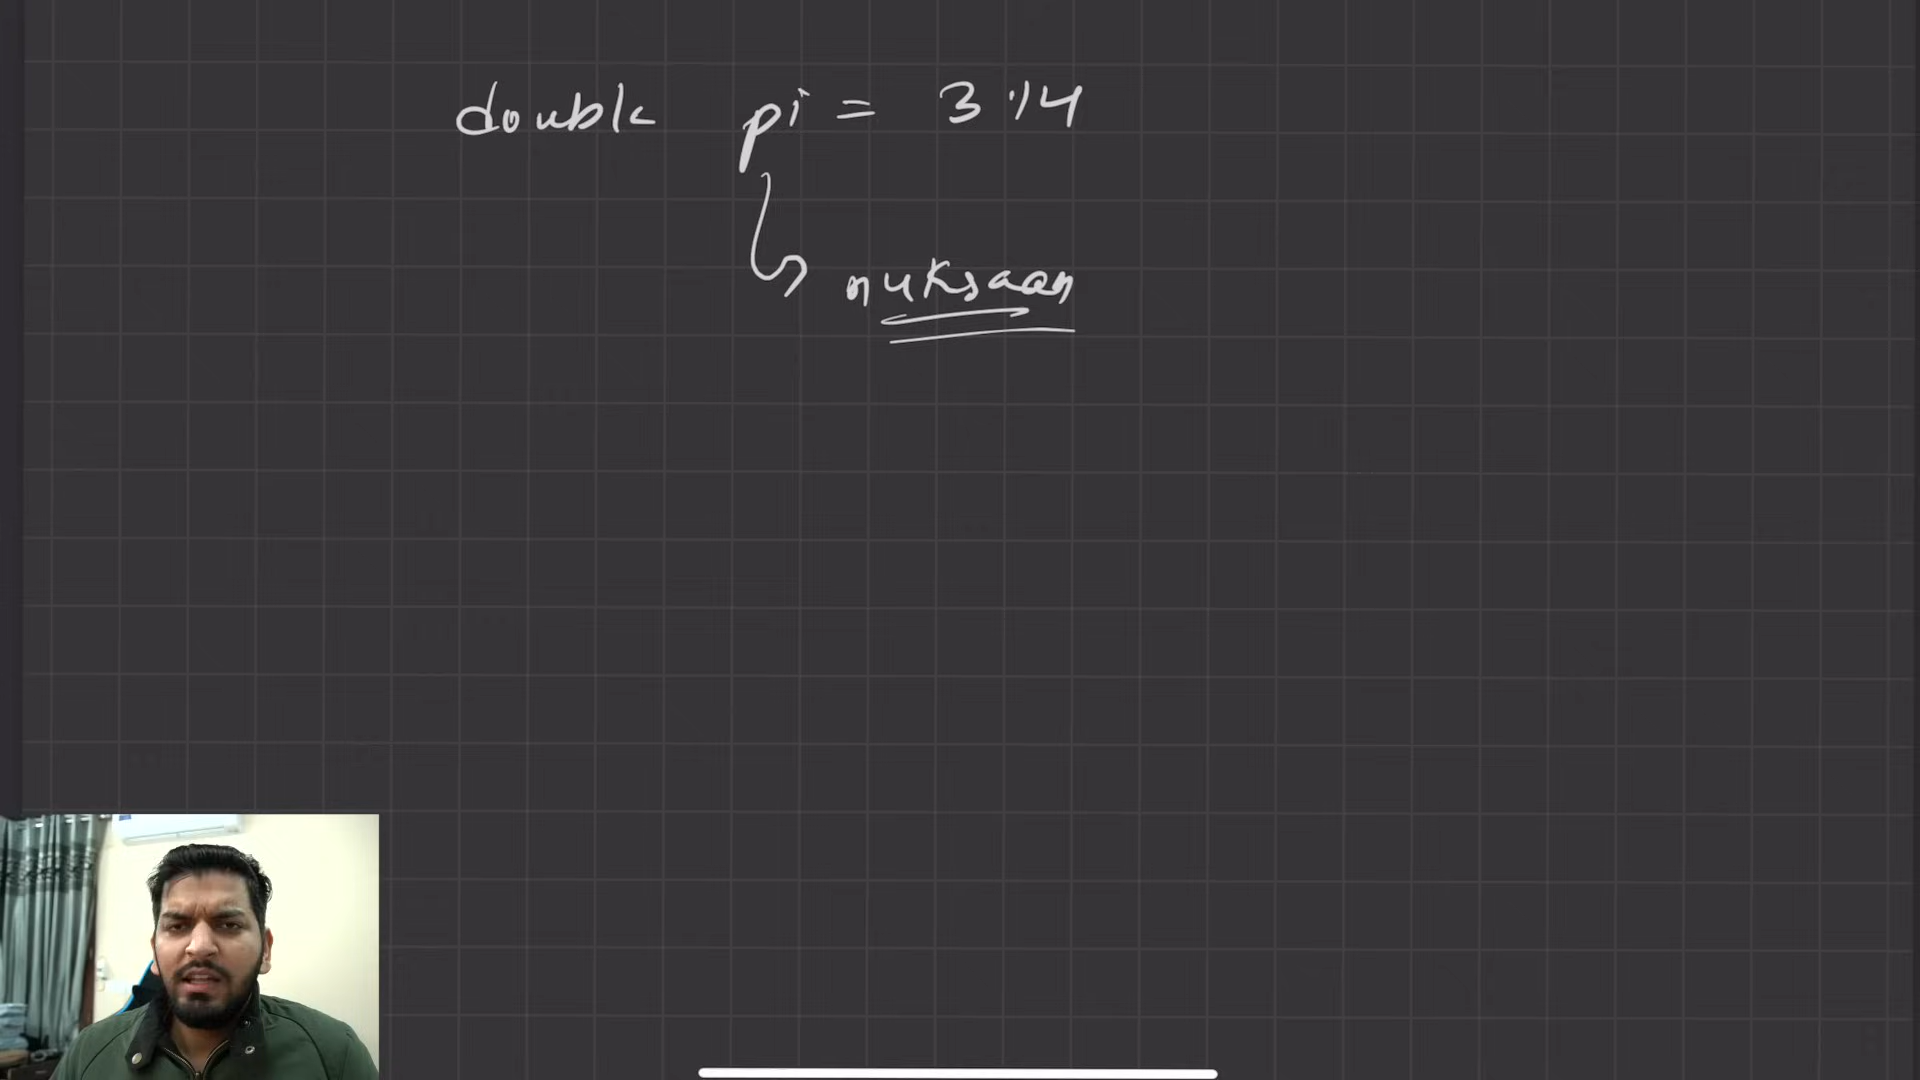 double pi = 3.14
nuksaan